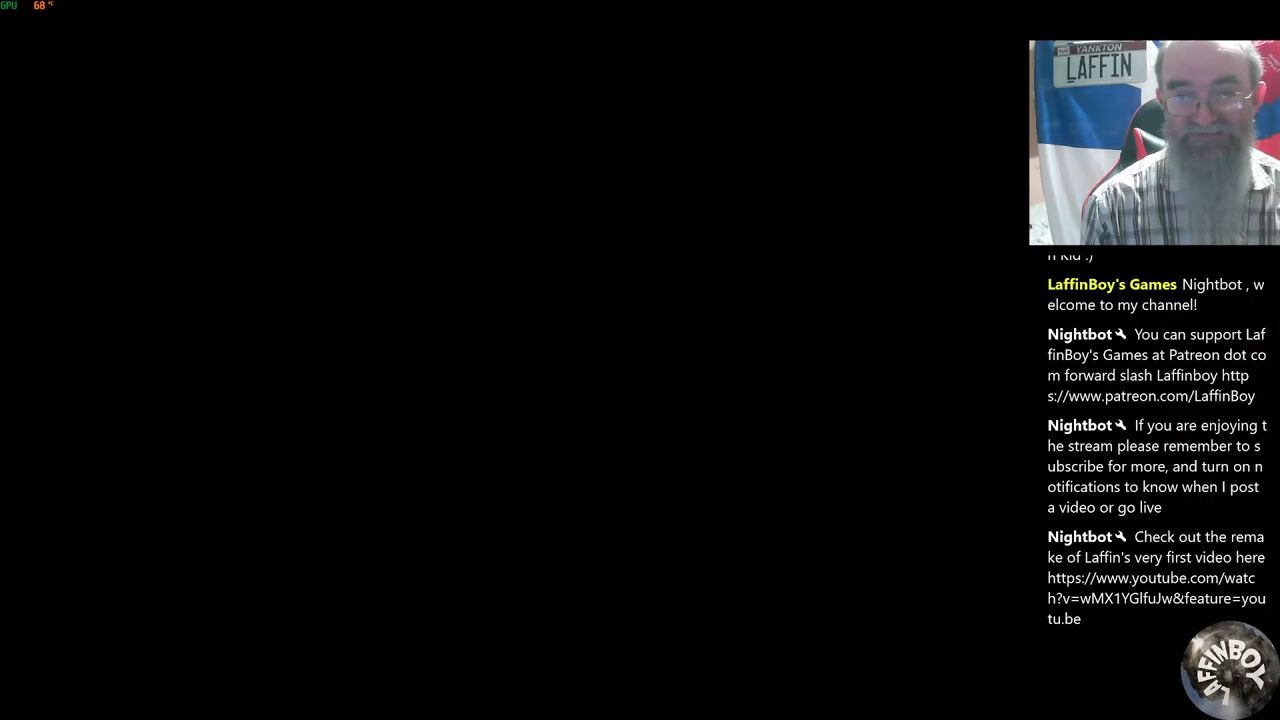 GPU 68 °C
YANKTON
LAFFIN
n Kid :)
LaffinBoy's Games Nightbot , w
elcome to my channel!
Nightbot You can support Laf
finBoy's Games at Patreon dot co
m forward slash Laffinboy http
s://www.patreon.com/LaffinBoy
Nightbot If you are enjoying t
he stream please remember to s
ubscribe for more, and turn on n
otifications to know when I post
a video or go live
Nightbot Check out the rema
ke of Laffin's very first video here
https://www.youtube.com/watc
h?v=wMX1YGlfuJw&feature=you
tu.be
LAFFINBOY